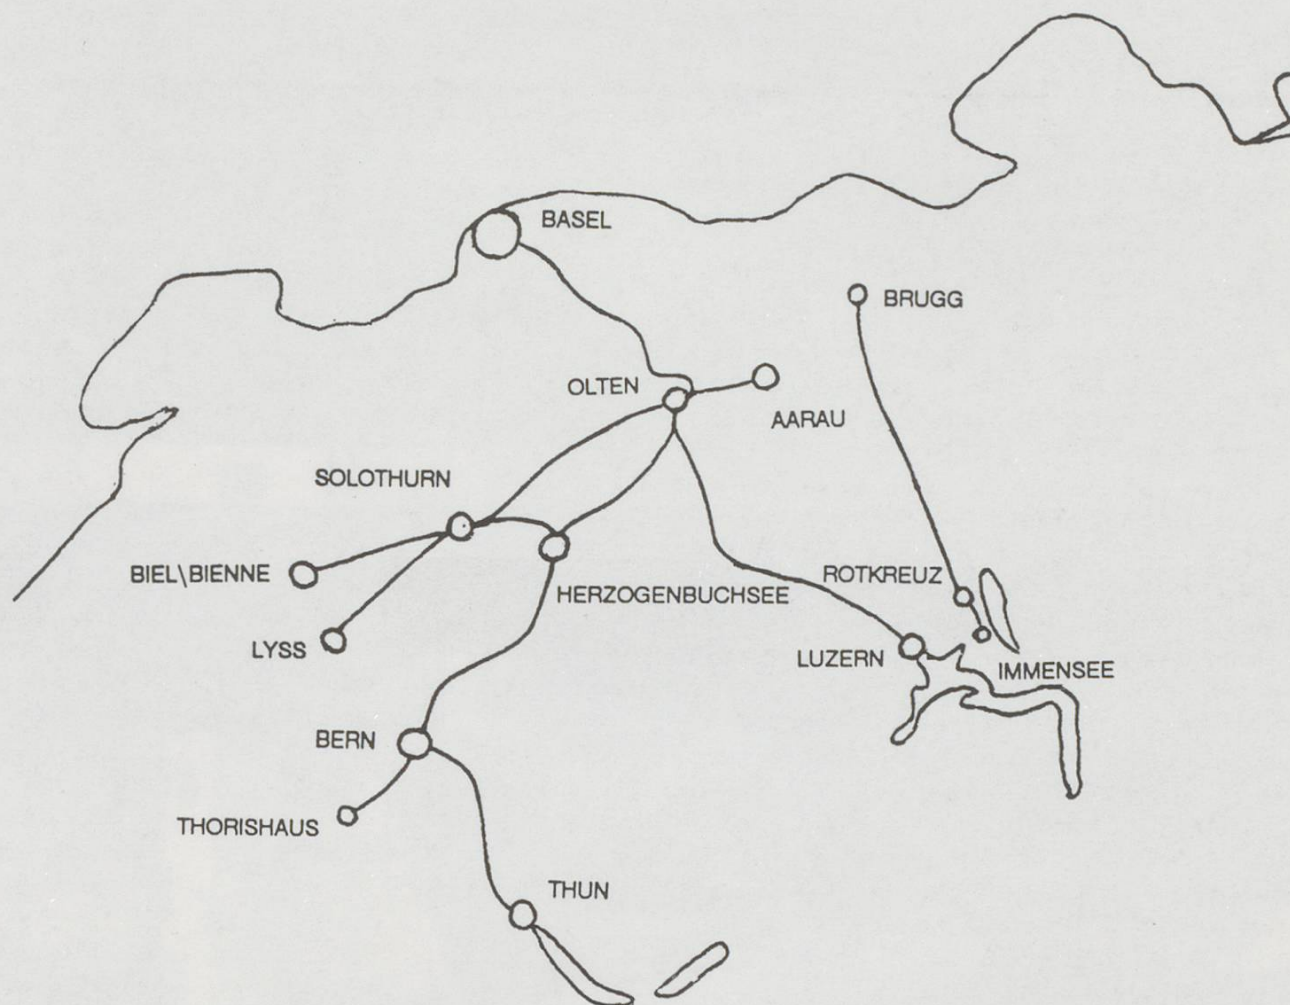 BASEL
BRUGG
OLTEN
AARAU
SOLOTHURN
BIEL\BIENNE
HERZOGENBUCHSEE
ROTKREUZ
LYSS
LUZERN
IMMENSEE
BERN
THORISHAUS
THUN